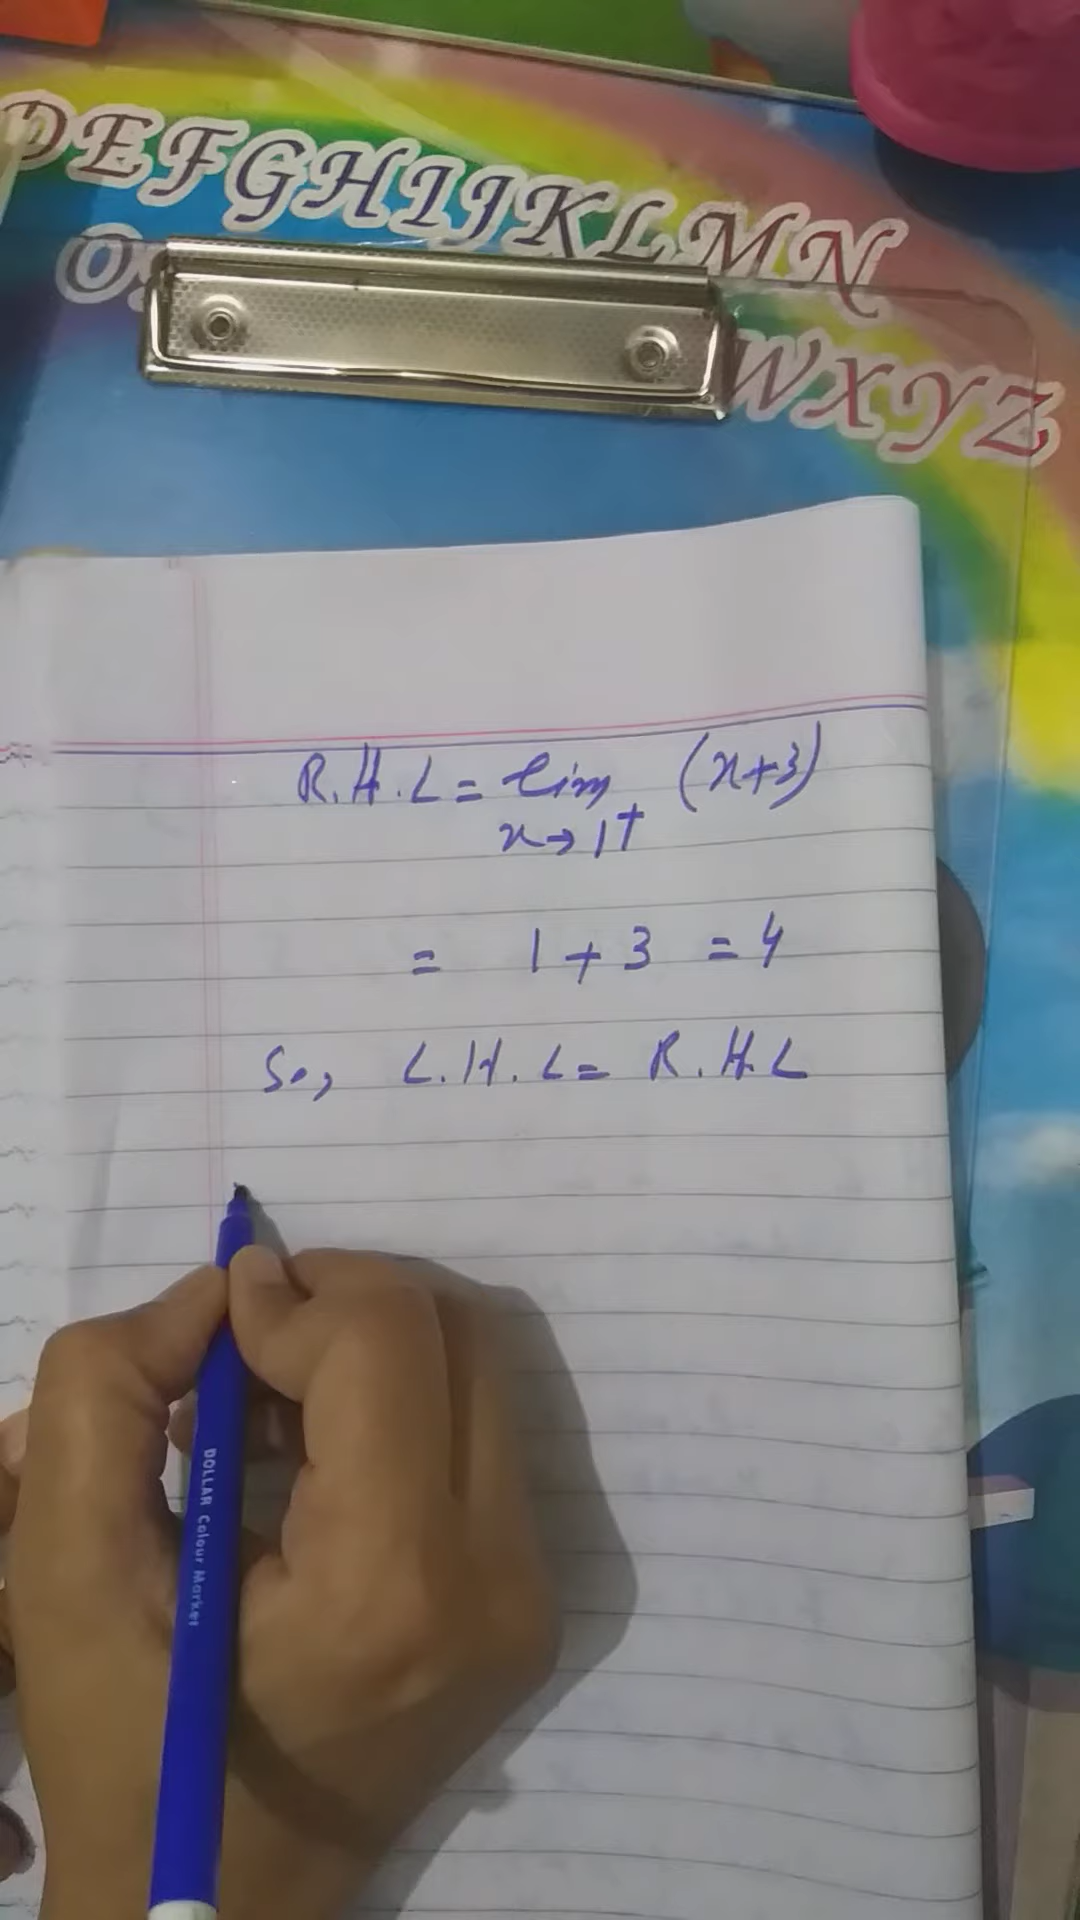 DEFGHIJKLMN
O
WXYZ
R.H.L = lim (x+3)
x→1+
= 1 + 3 = 4
So, L.H.L = R.H.L
DOLLAR Colour Marker